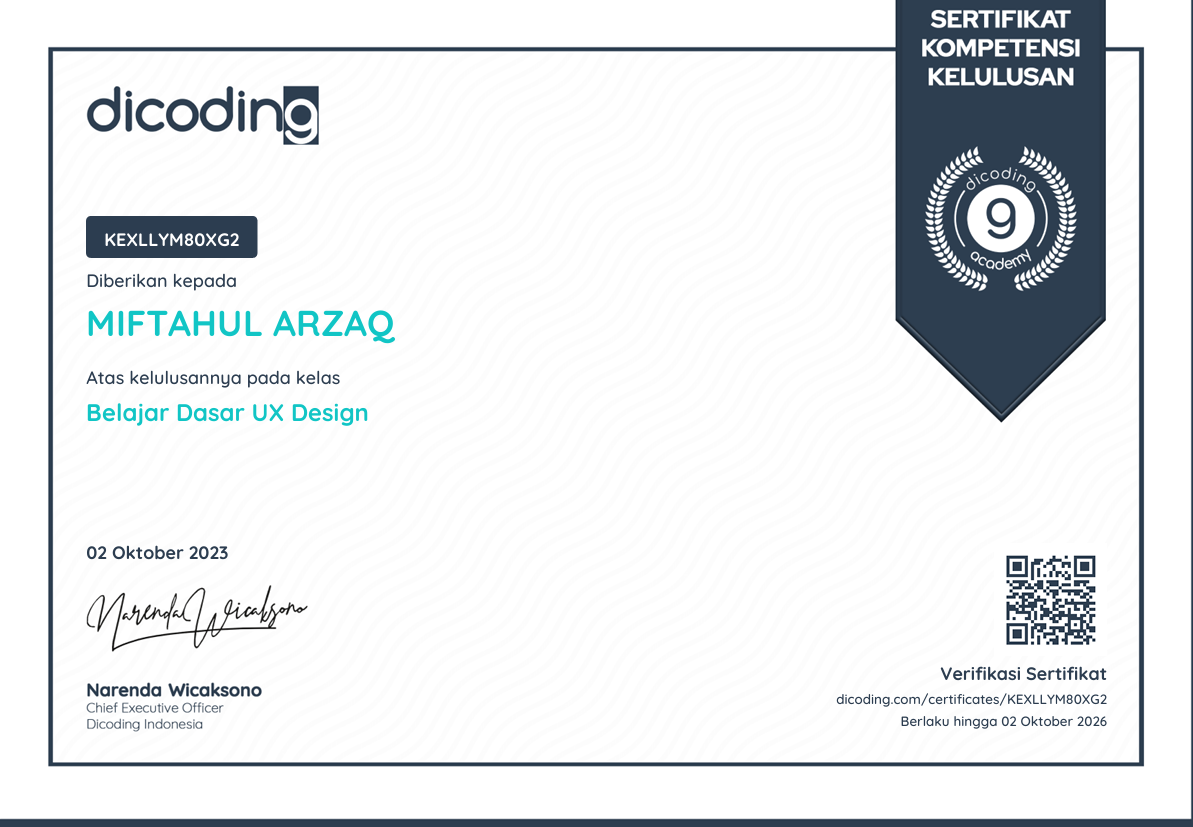 SERTIFIKAT
KOMPETENSI
KELULUSAN
dicoding
dicoding
9
academy
KEXLLYM80XG2
Diberikan kepada
MIFTAHUL ARZAQ
Atas kelulusannya pada kelas
Belajar Dasar UX Design
02 Oktober 2023
Narenda Wicaksono
Narenda Wicaksono
Chief Executive Officer
Dicoding Indonesia
Verifikasi Sertifikat
dicoding.com/certificates/KEXLLYM80XG2
Berlaku hingga 02 Oktober 2026